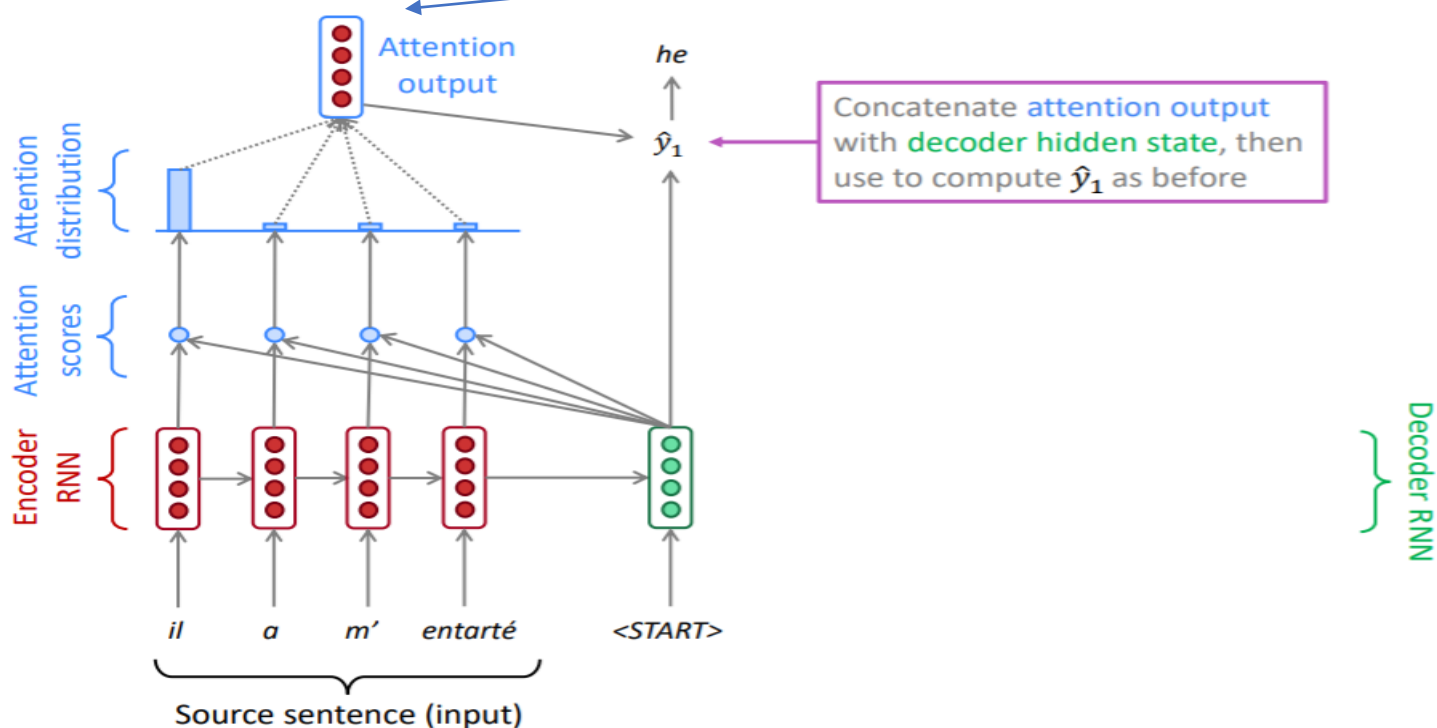 Attention
output
he
ŷ₁
Concatenate attention output
with decoder hidden state, then
use to compute ŷ₁ as before
Attention
distribution
Attention
scores
Encoder
RNN
Decoder RNN
il a m' entarté <START>
Source sentence (input)